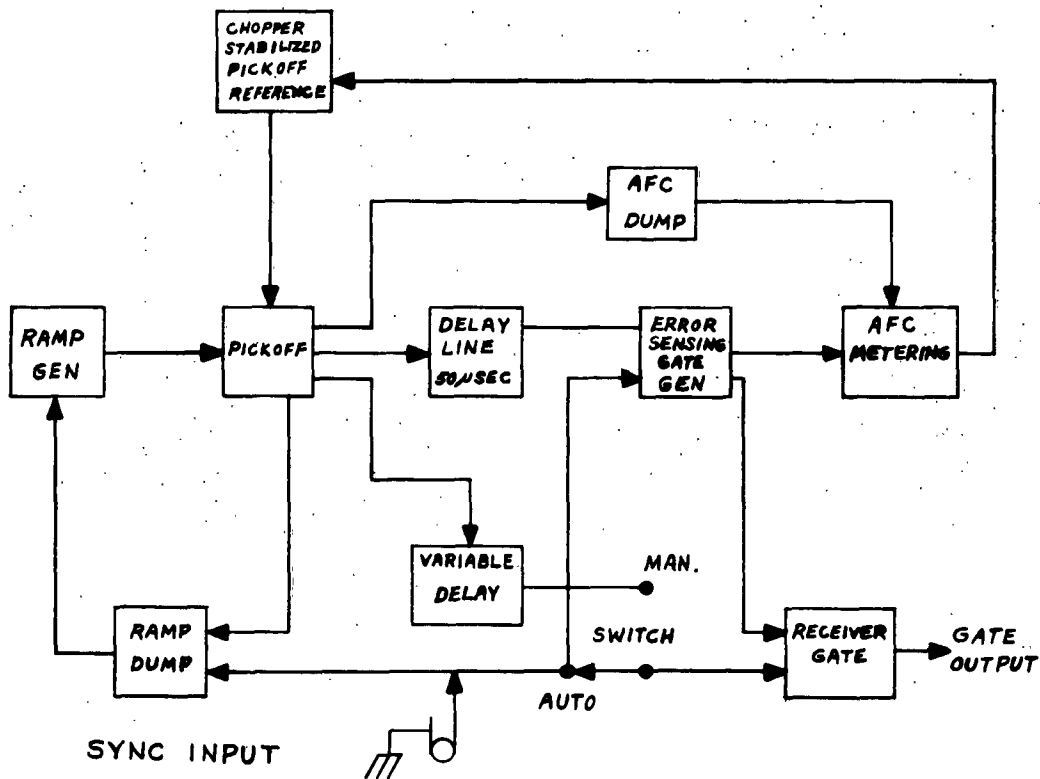 CHOPPER
STABILIZED
PICKOFF
REFERENCE
AFC
DUMP
RAMP
GEN
PICKOFF
DELAY
LINE
50μSEC
ERROR
SENSING
GATE
GEN
AFC
METERING
VARIABLE
DELAY
MAN.
SWITCH
RAMP
DUMP
AUTO
RECEIVER
GATE
GATE
OUTPUT
SYNC INPUT